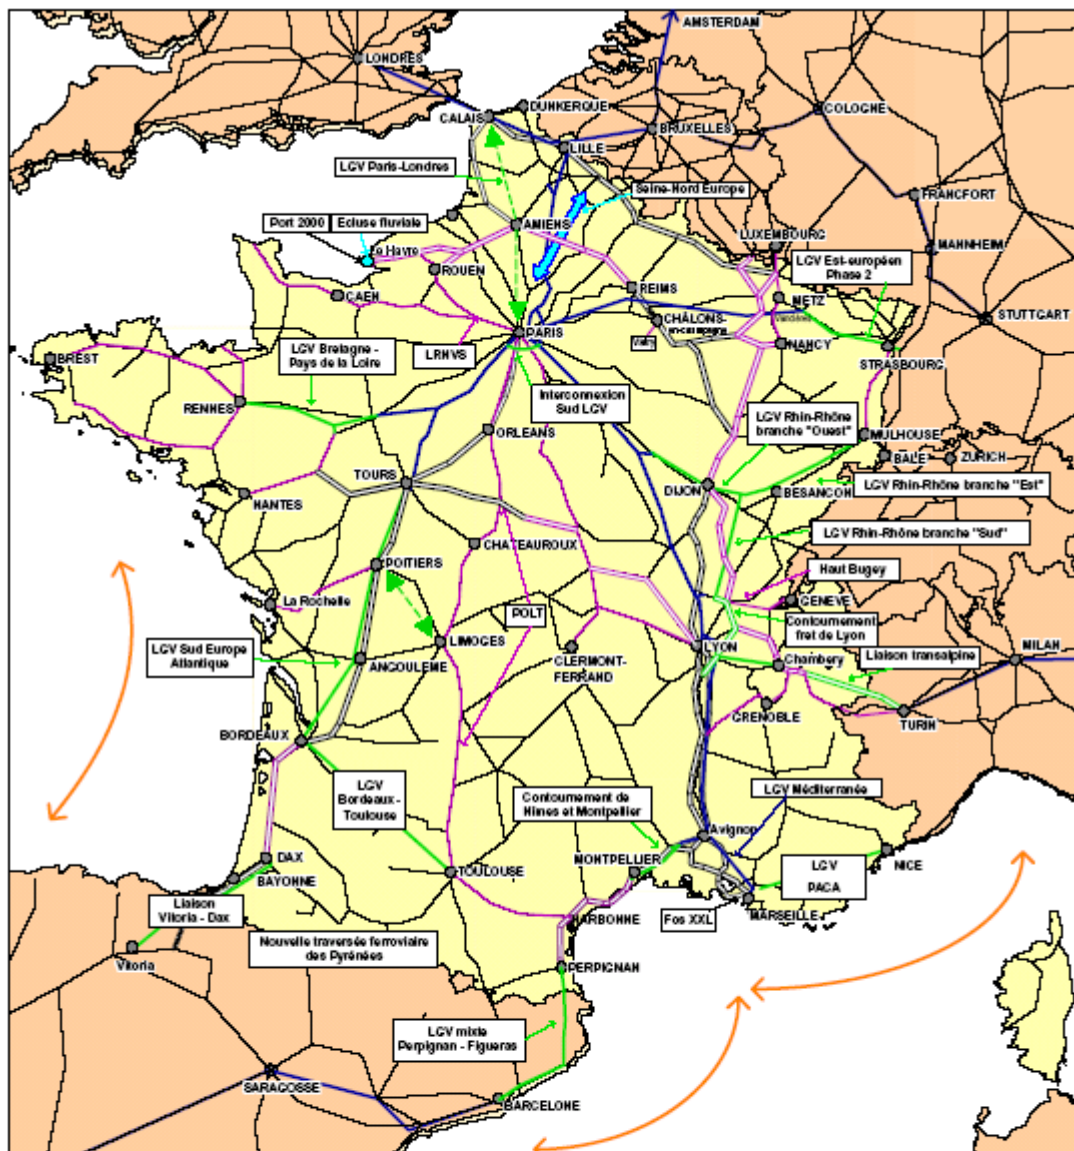 AMSTERDAM
LONDRES
COLOGNE
DUNKERQUE
CALAIS
BRUXELLES
LILLE
LGV Paris-Londres
Seine-Nord Europe
FRANCFORT
Port 2000
Ecluse fluviale
AMIENS
LUXEMBOURG
MANNHEIM
Le Havre
ROUEN
LGV Est-européen
Phase 2
CAEN
REIMS
METZ
STUTTGART
CHÂLONS
en-champagne
Vatry
PARIS
NANCY
STRASBOURG
BREST
LGV Bretagne -
Pays de la Loire
LRNVS
RENNES
Interconnexion
Sud LGV
LGV Rhin-Rhône
branche "Ouest"
ORLEANS
MULHOUSE
BALE
ZURICH
TOURS
NANTES
DIJON
BESANCON
LGV Rhin-Rhône branche "Est"
CHATEAUROUX
LGV Rhin-Rhône branche "Sud"
POITIERS
Haut Bugey
La Rochelle
GENEVE
POLT
Contournement
fret de Lyon
LIMOGES
LGV Sud Europe
Atlantique
ANGOULEME
CLERMONT-
FERRAND
LYON
Chambery
Liaison transalpine
MILAN
GRENOBLE
TURIN
BORDEAUX
LGV
Bordeaux -
Toulouse
Contournement de
Nimes et Montpellier
LGV Méditerranée
Avignon
DAX
BAYONNE
TOULOUSE
MONTPELLIER
LGV
PACA
NICE
Liaison
Vitoria - Dax
NARBONNE
Fos XXL
MARSEILLE
Vitoria
Nouvelle traversée ferroviaire
des Pyrénées
PERPIGNAN
LGV mixte
Perpignan - Figueras
SARAGOSSE
BARCELONE